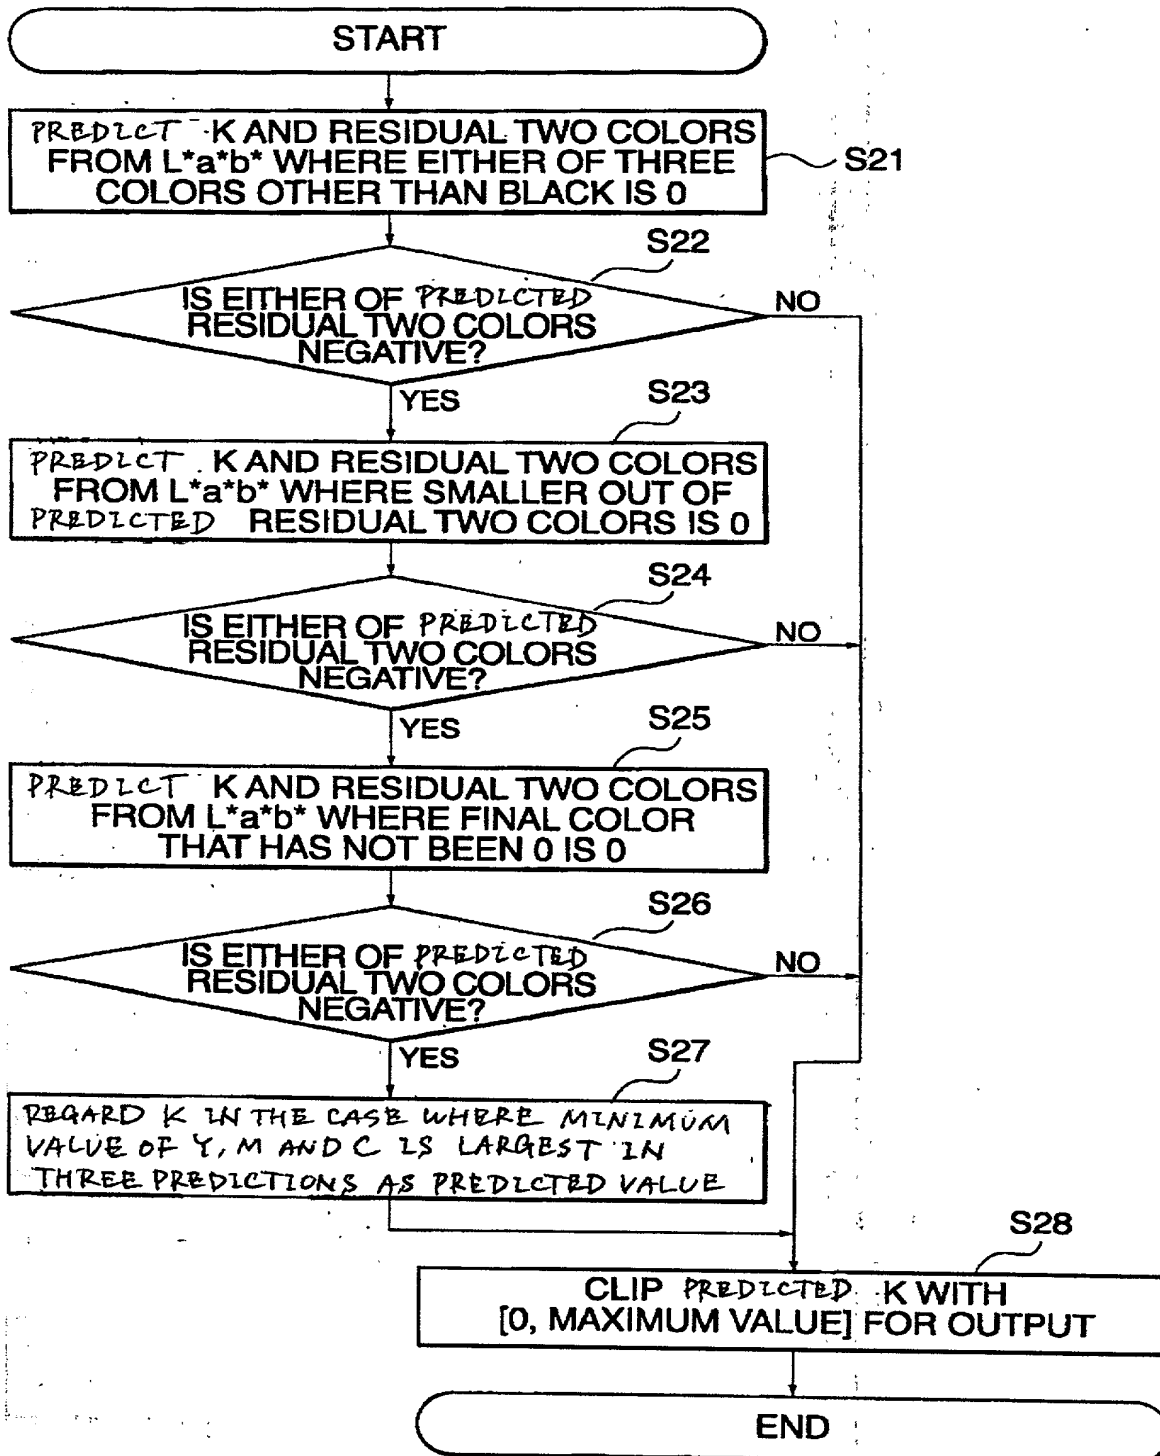 START
PREDICT K AND RESIDUAL TWO COLORS
FROM L*a*b* WHERE EITHER OF THREE
COLORS OTHER THAN BLACK IS 0
S21
S22
IS EITHER OF PREDICTED
RESIDUAL TWO COLORS
NEGATIVE?
NO
YES
S23
PREDICT K AND RESIDUAL TWO COLORS
FROM L*a*b* WHERE SMALLER OUT OF
PREDICTED RESIDUAL TWO COLORS IS 0
S24
IS EITHER OF PREDICTED
RESIDUAL TWO COLORS
NEGATIVE?
NO
YES
S25
PREDICT K AND RESIDUAL TWO COLORS
FROM L*a*b* WHERE FINAL COLOR
THAT HAS NOT BEEN 0 IS 0
S26
IS EITHER OF PREDICTED
RESIDUAL TWO COLORS
NEGATIVE?
NO
YES
S27
REGARD K IN THE CASE WHERE MINIMUM
VALUE OF Y, M AND C IS LARGEST IN
THREE PREDICTIONS AS PREDICTED VALUE
S28
CLIP PREDICTED K WITH
[0, MAXIMUM VALUE] FOR OUTPUT
END